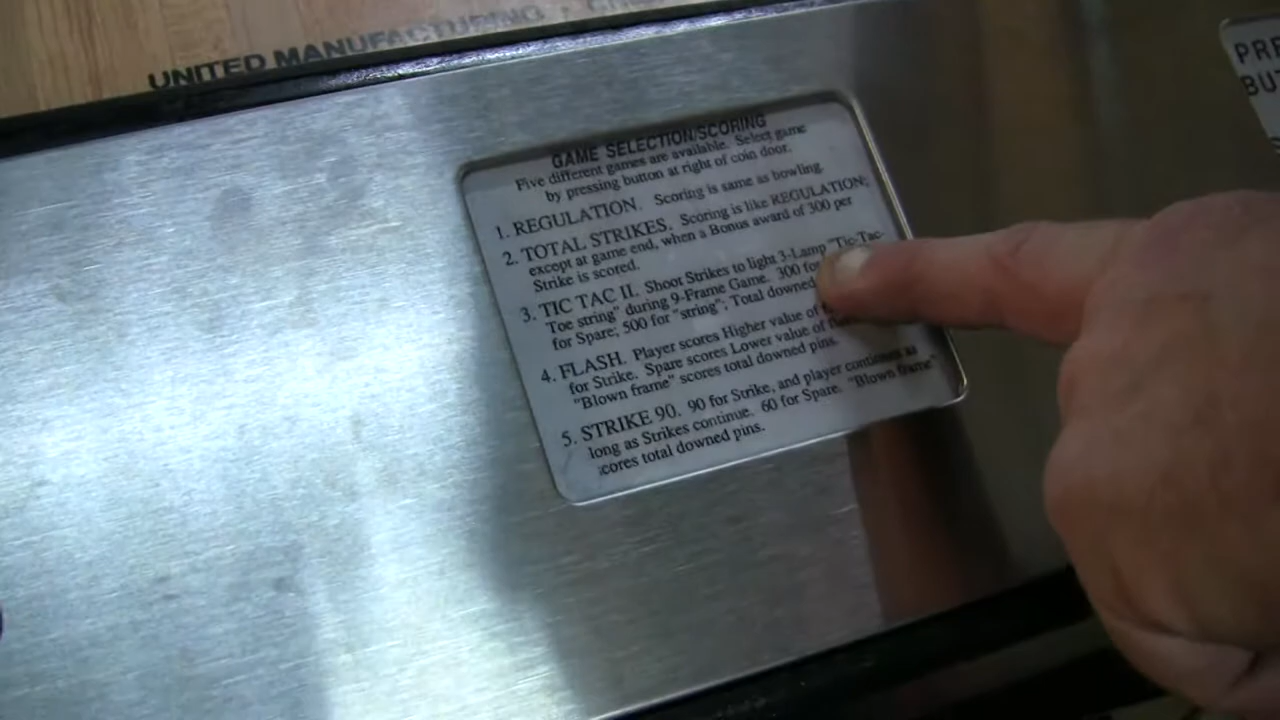 UNITED MANUFACTURING
GAME SELECTION/SCORING
Five different games are available. Select game
by pressing button at right of coin door.
1. REGULATION. Scoring is same as bowling.
2. TOTAL STRIKES. Scoring is like REGULATION;
except at game end, when a Bonus award of 300 per
Strike is scored.
3. TIC TAC II. Shoot Strikes to light 3-Lamp "Tic-Tac-
Toe string" during 9-Frame Game. 300 for
for Spare; 500 for "string"; Total downed
4. FLASH. Player scores Higher value of
for Strike. Spare scores Lower value of
"Blown frame" scores total downed pins.
5. STRIKE 90. 90 for Strike, and player continues as
long as Strikes continue. 60 for Spare. "Blown frame"
scores total downed pins.